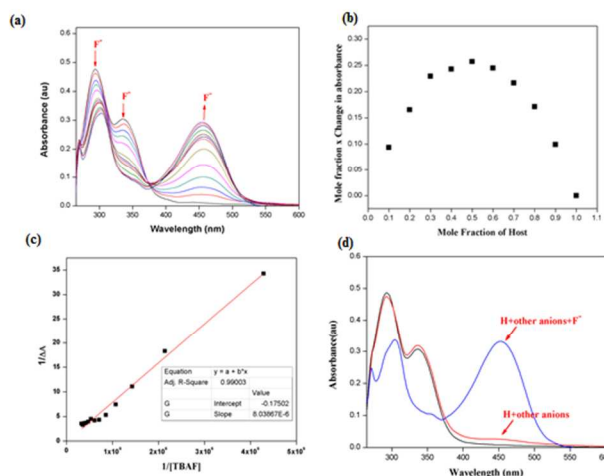 (a)
F⁻
F⁻
F⁻
Absorbance (au)
0.6
0.5
0.4
0.3
0.2
0.1
0.0
300 350 400 450 500 550 600
Wavelength (nm)
(b)
Mole fraction x Change in absorbance
0.30
0.25
0.20
0.15
0.10
0.05
0.00
0.0 0.1 0.2 0.3 0.4 0.5 0.6 0.7 0.8 0.9 1.0 1.1
Mole Fraction of Host
(c)
1/ΔA
35
30
25
20
15
10
5
0
Equation y = a + b*x
Adj. R-Square 0.99003
Value
G Intercept -0.17502
G Slope 8.03867E-6
1/[TBAF]
(d)
Absorbance(au)
0.6
0.5
0.4
0.3
0.2
0.1
0.0
H+other anions+F⁻
H+other anions
300 350 400 450 500 550 600
Wavelength (nm)